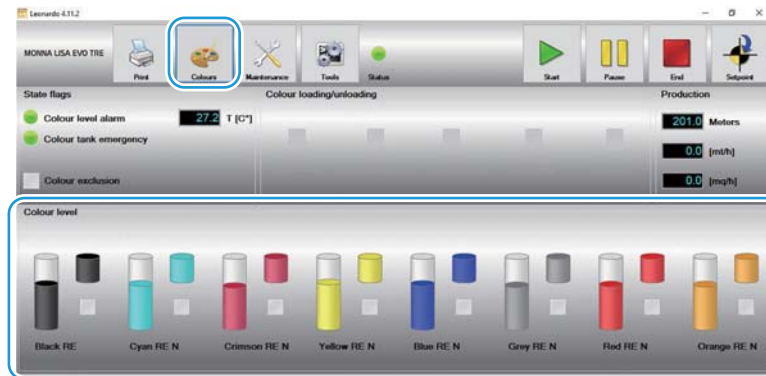 Leonardo 4.11.2
MONNA LISA EVO TRE
Print
Colours
Maintenance
Tools
Status
Start
Pause
End
Setpoint
State flags
Colour loading/unloading
Production
Colour level alarm
27.2 T [C°]
201.0 Meters
Colour tank emergency
0.0 [mt/h]
Colour exclusion
0.0 [mq/h]
Colour level
Black RE
Cyan RE N
Crimson RE N
Yellow RE N
Blue RE N
Grey RE N
Red RE N
Orange RE N